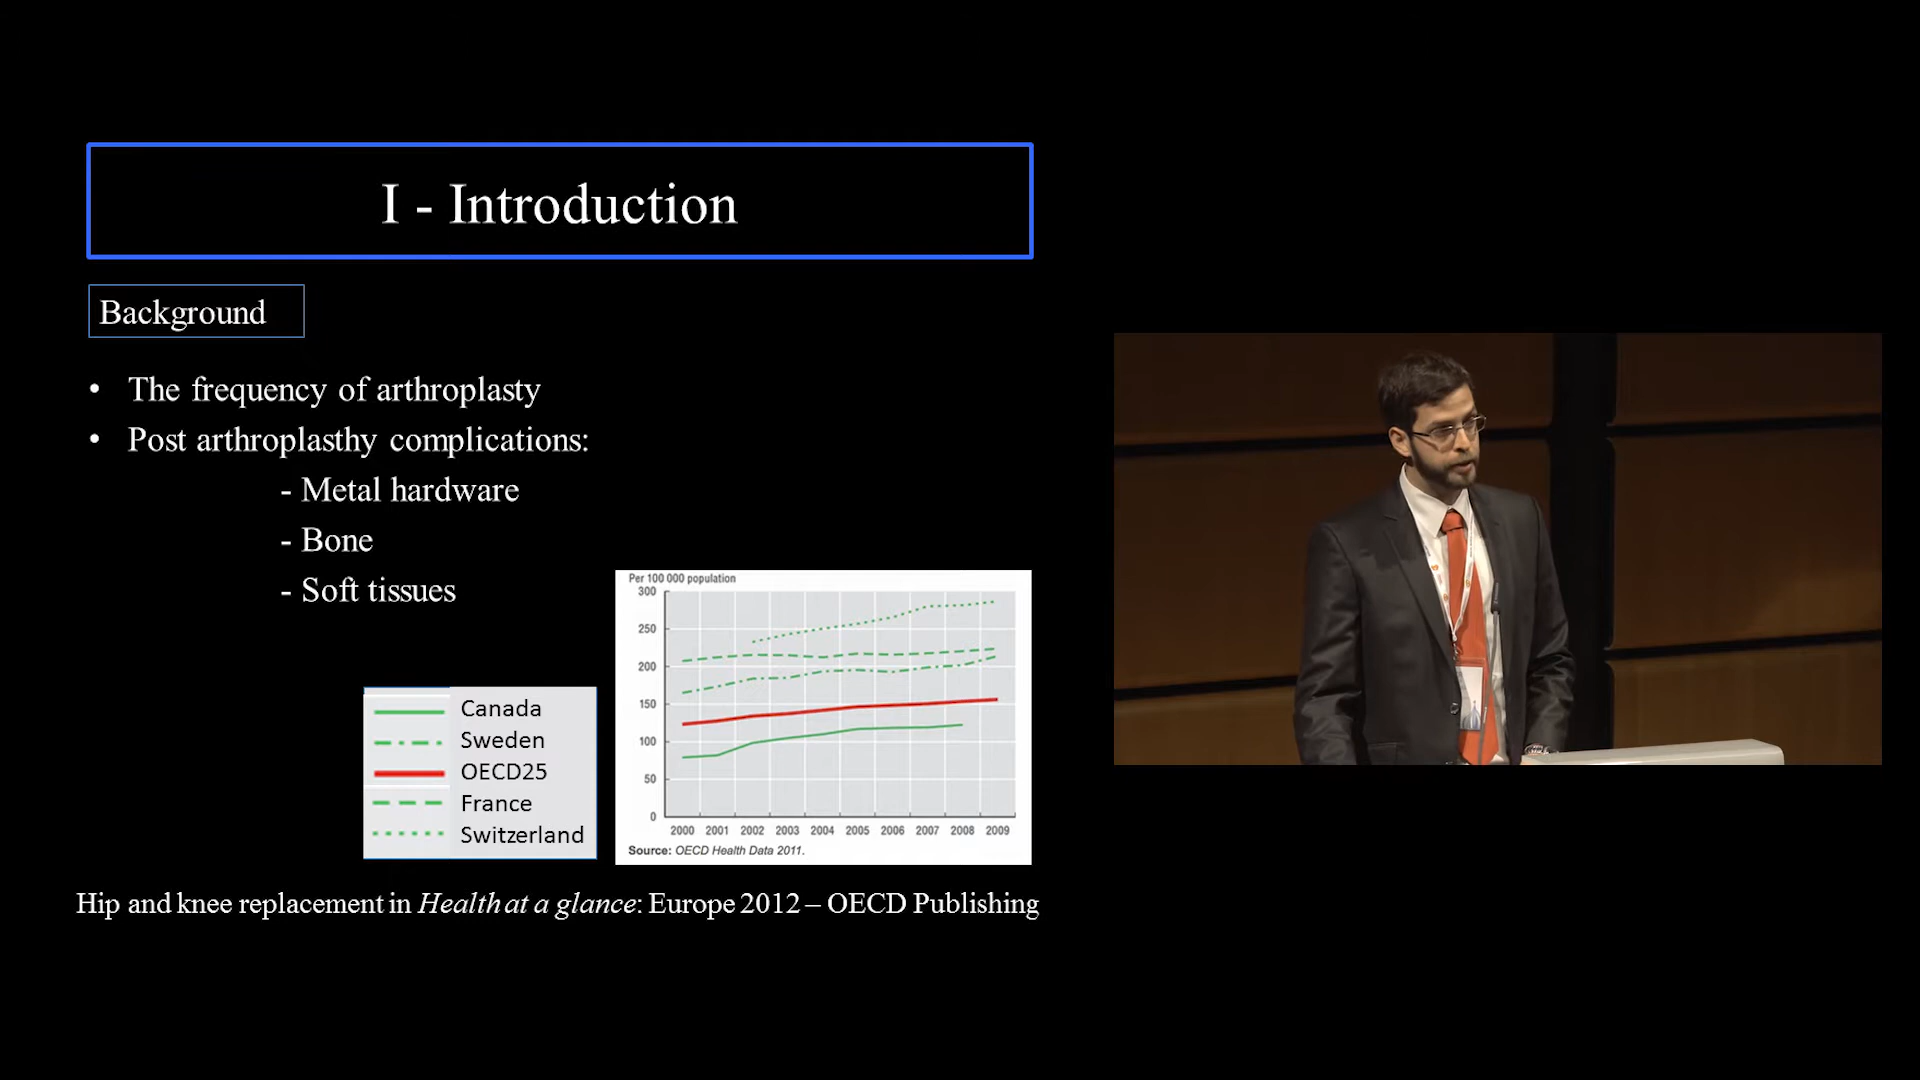 I - Introduction
Background
• The frequency of arthroplasty
• Post arthroplasthy complications:
- Metal hardware
- Bone
- Soft tissues
Canada
Sweden
OECD25
France
Switzerland
Per 100 000 population
300
250
200
150
100
50
0
2000 2001 2002 2003 2004 2005 2006 2007 2008 2009
Source: OECD Health Data 2011.
Hip and knee replacement in Health at a glance: Europe 2012 – OECD Publishing